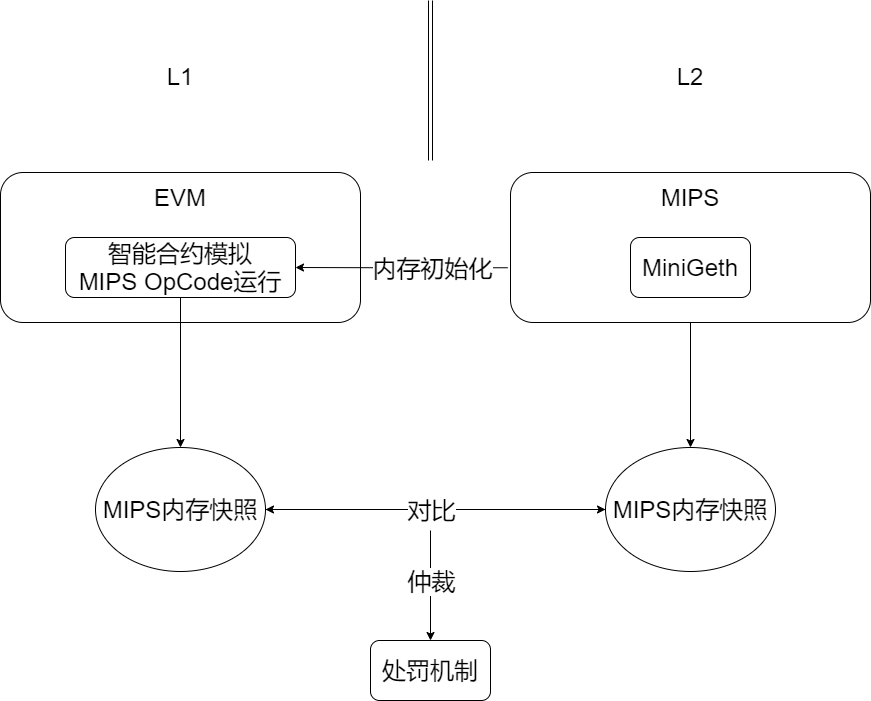 L1
L2
EVM
MIPS
智能合约模拟
MIPS OpCode运行
内存初始化
MiniGeth
MIPS内存快照
对比
MIPS内存快照
仲裁
处罚机制